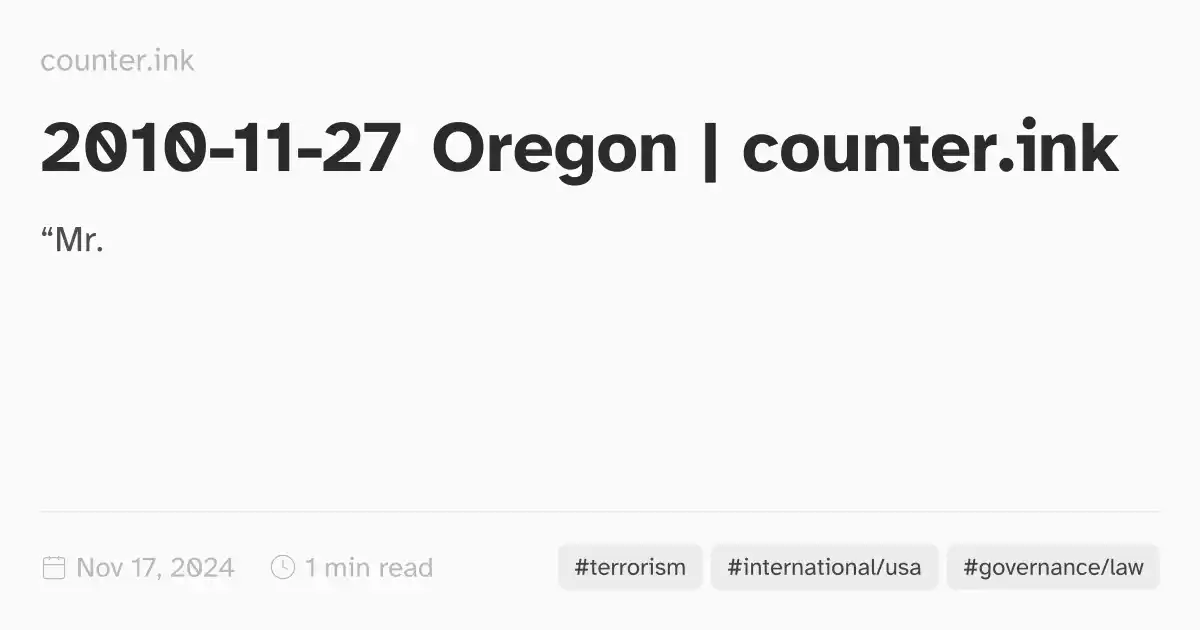 counter.ink
2010-11-27 Oregon | counter.ink
“Mr.
Nov 17, 2024 1 min read #terrorism #international/usa #governance/law